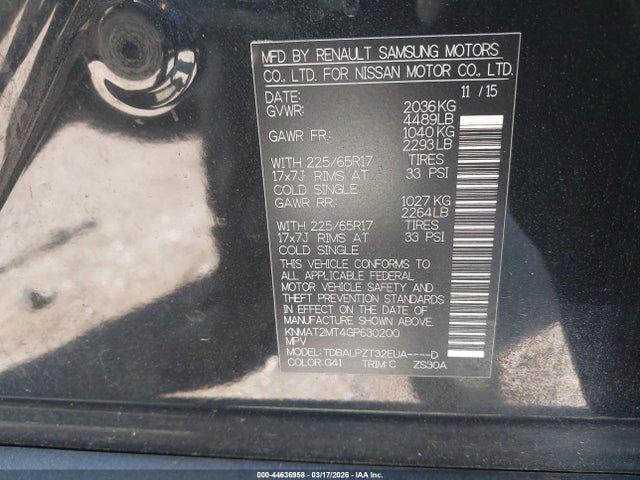 MFD BY RENAULT SAMSUNG MOTORS
CO., LTD. FOR NISSAN MOTOR CO., LTD.
DATE: 11 / 15
GVWR: 2036KG
4489LB
GAWR FR: 1040KG
2293LB
WITH 225/65R17 TIRES
17x7J RIMS AT 33 PSI
COLD SINGLE
GAWR RR: 1027KG
2264LB
WITH 225/65R17 TIRES
17x7J RIMS AT 33 PSI
COLD SINGLE
THIS VEHICLE CONFORMS TO
ALL APPLICABLE FEDERAL
MOTOR VEHICLE SAFETY AND
THEFT PREVENTION STANDARDS
IN EFFECT ON THE DATE OF
MANUFACTURE SHOWN ABOVE.
KNMAT2MT4GP630200
MPV
MODEL: TDBALPZT32EUA----D
COLOR: G41 TRIM: C ZS30A
000-44636958 - 03/17/2026 - IAA Inc.